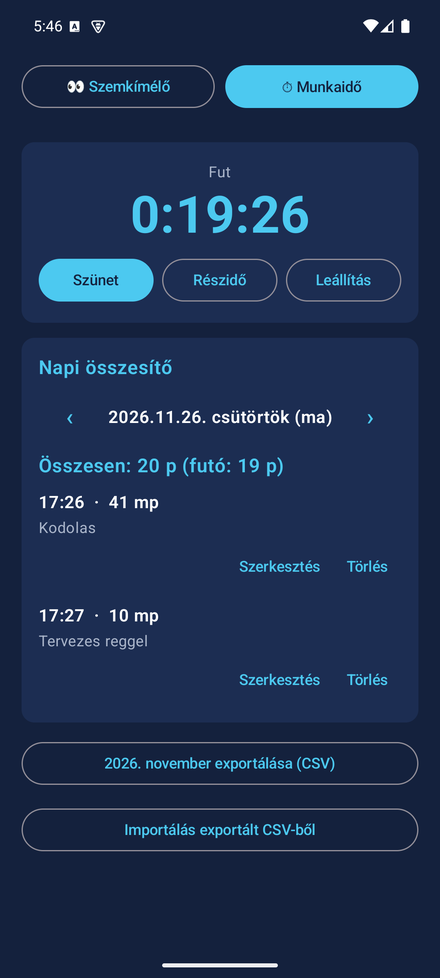 5:46
👀 Szemkímélő
⏱ Munkaidő
Fut
0:19:26
Szünet
Részidő
Leállítás
Napi összesítő
‹ 2026.11.26. csütörtök (ma) ›
Összesen: 20 p (futó: 19 p)
17:26 · 41 mp
Kodolas
Szerkesztés Törlés
17:27 · 10 mp
Tervezes reggel
Szerkesztés Törlés
2026. november exportálása (CSV)
Importálás exportált CSV-ből